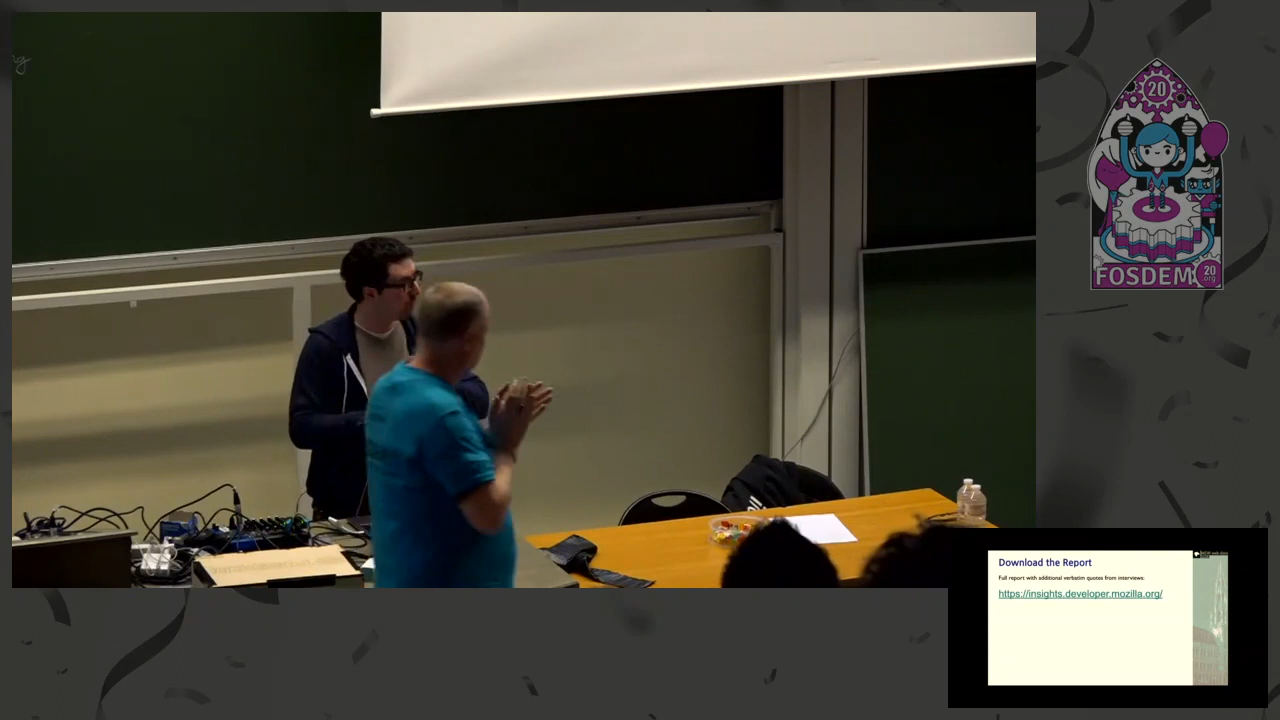 20
FOSDEM
20
org
Download the Report
Full report with additional verbatim quotes from interviews:
https://insights.developer.mozilla.org/